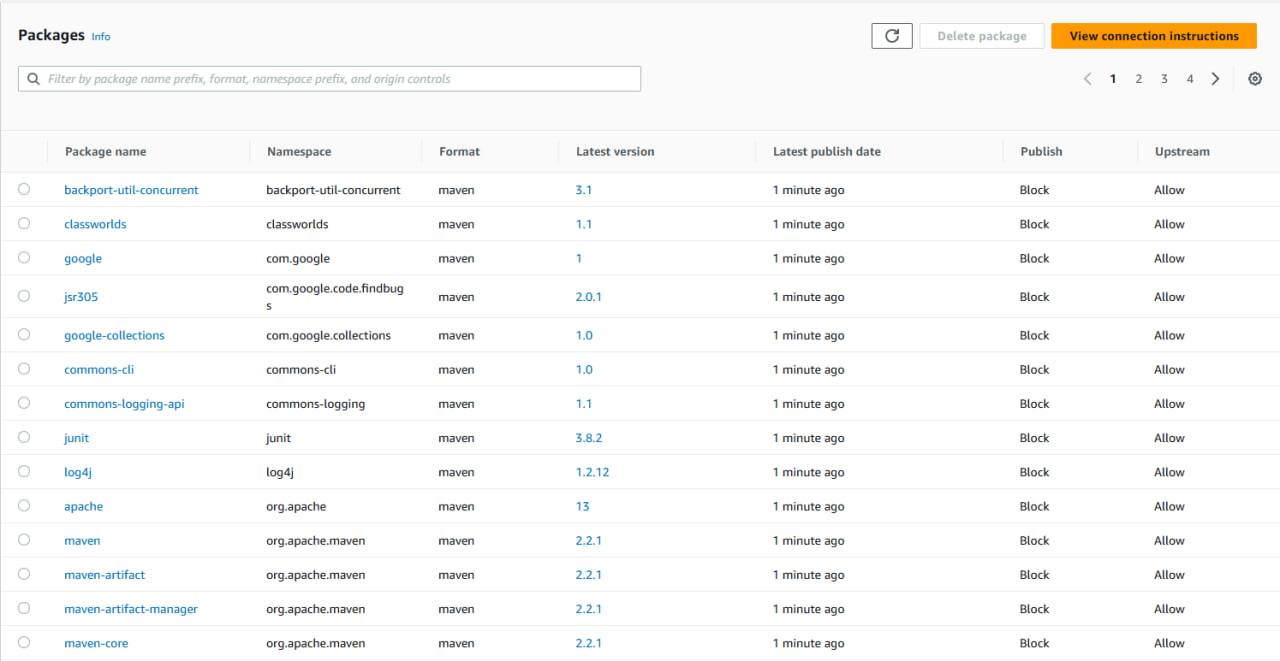 Packages Info
Delete package
View connection instructions
Filter by package name prefix, format, namespace prefix, and origin controls
1 2 3 4
Package name Namespace Format Latest version Latest publish date Publish Upstream
backport-util-concurrent backport-util-concurrent maven 3.1 1 minute ago Block Allow
classworlds classworlds maven 1.1 1 minute ago Block Allow
google com.google maven 1 1 minute ago Block Allow
jsr305 com.google.code.findbug maven 2.0.1 1 minute ago Block Allow
s
google-collections com.google.collections maven 1.0 1 minute ago Block Allow
commons-cli commons-cli maven 1.0 1 minute ago Block Allow
commons-logging-api commons-logging maven 1.1 1 minute ago Block Allow
junit junit maven 3.8.2 1 minute ago Block Allow
log4j log4j maven 1.2.12 1 minute ago Block Allow
apache org.apache maven 13 1 minute ago Block Allow
maven org.apache.maven maven 2.2.1 1 minute ago Block Allow
maven-artifact org.apache.maven maven 2.2.1 1 minute ago Block Allow
maven-artifact-manager org.apache.maven maven 2.2.1 1 minute ago Block Allow
maven-core org.apache.maven maven 2.2.1 1 minute ago Block Allow